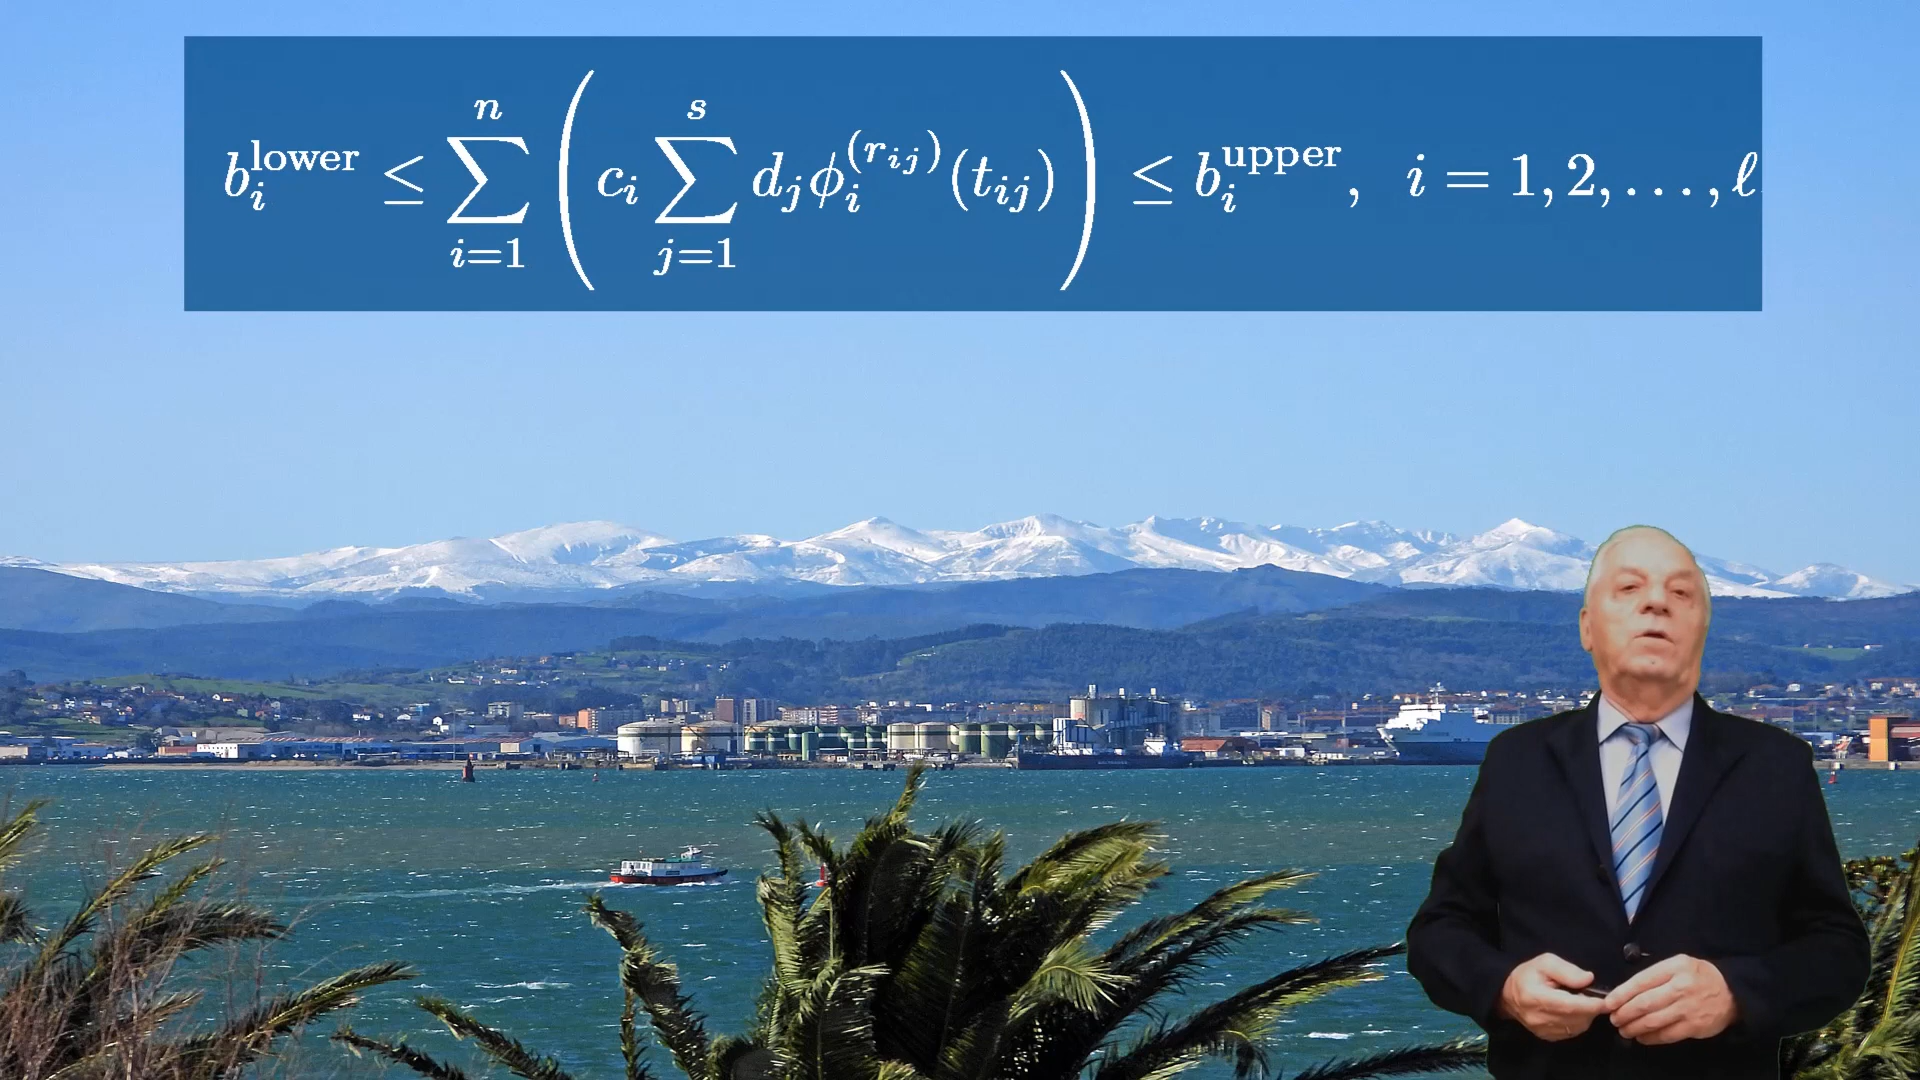 b_i^{lower} ≤ \sum_{i=1}^{n} \left( c_i \sum_{j=1}^{s} d_j \phi_i^{(r_{ij})}(t_{ij}) \right) ≤ b_i^{upper}, i = 1, 2, ..., ℓ